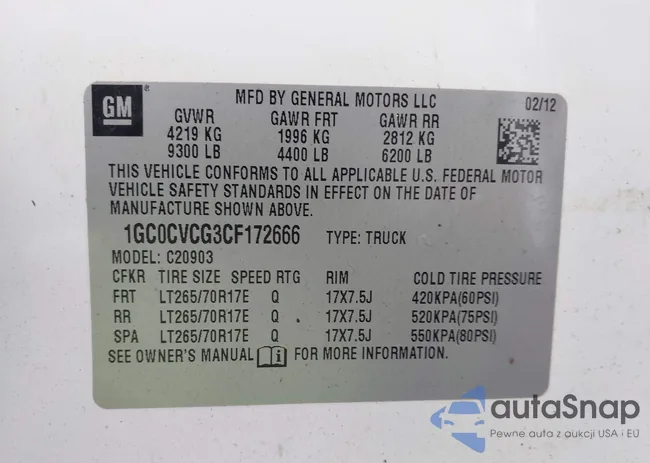 GM ®
MFD BY GENERAL MOTORS LLC
02/12
GVWR GAWR FRT GAWR RR
4219 KG 1996 KG 2812 KG
9300 LB 4400 LB 6200 LB
THIS VEHICLE CONFORMS TO ALL APPLICABLE U.S. FEDERAL MOTOR
VEHICLE SAFETY STANDARDS IN EFFECT ON THE DATE OF
MANUFACTURE SHOWN ABOVE.
1GC0CVCG3CF172666 TYPE: TRUCK
MODEL: C20903
CFKR TIRE SIZE SPEED RTG RIM COLD TIRE PRESSURE
FRT LT265/70R17E Q 17X7.5J 420KPA(60PSI)
RR LT265/70R17E Q 17X7.5J 520KPA(75PSI)
SPA LT265/70R17E Q 17X7.5J 550KPA(80PSI)
SEE OWNER'S MANUAL i FOR MORE INFORMATION.
autaSnap
Pewne auta z aukcji USA i EU